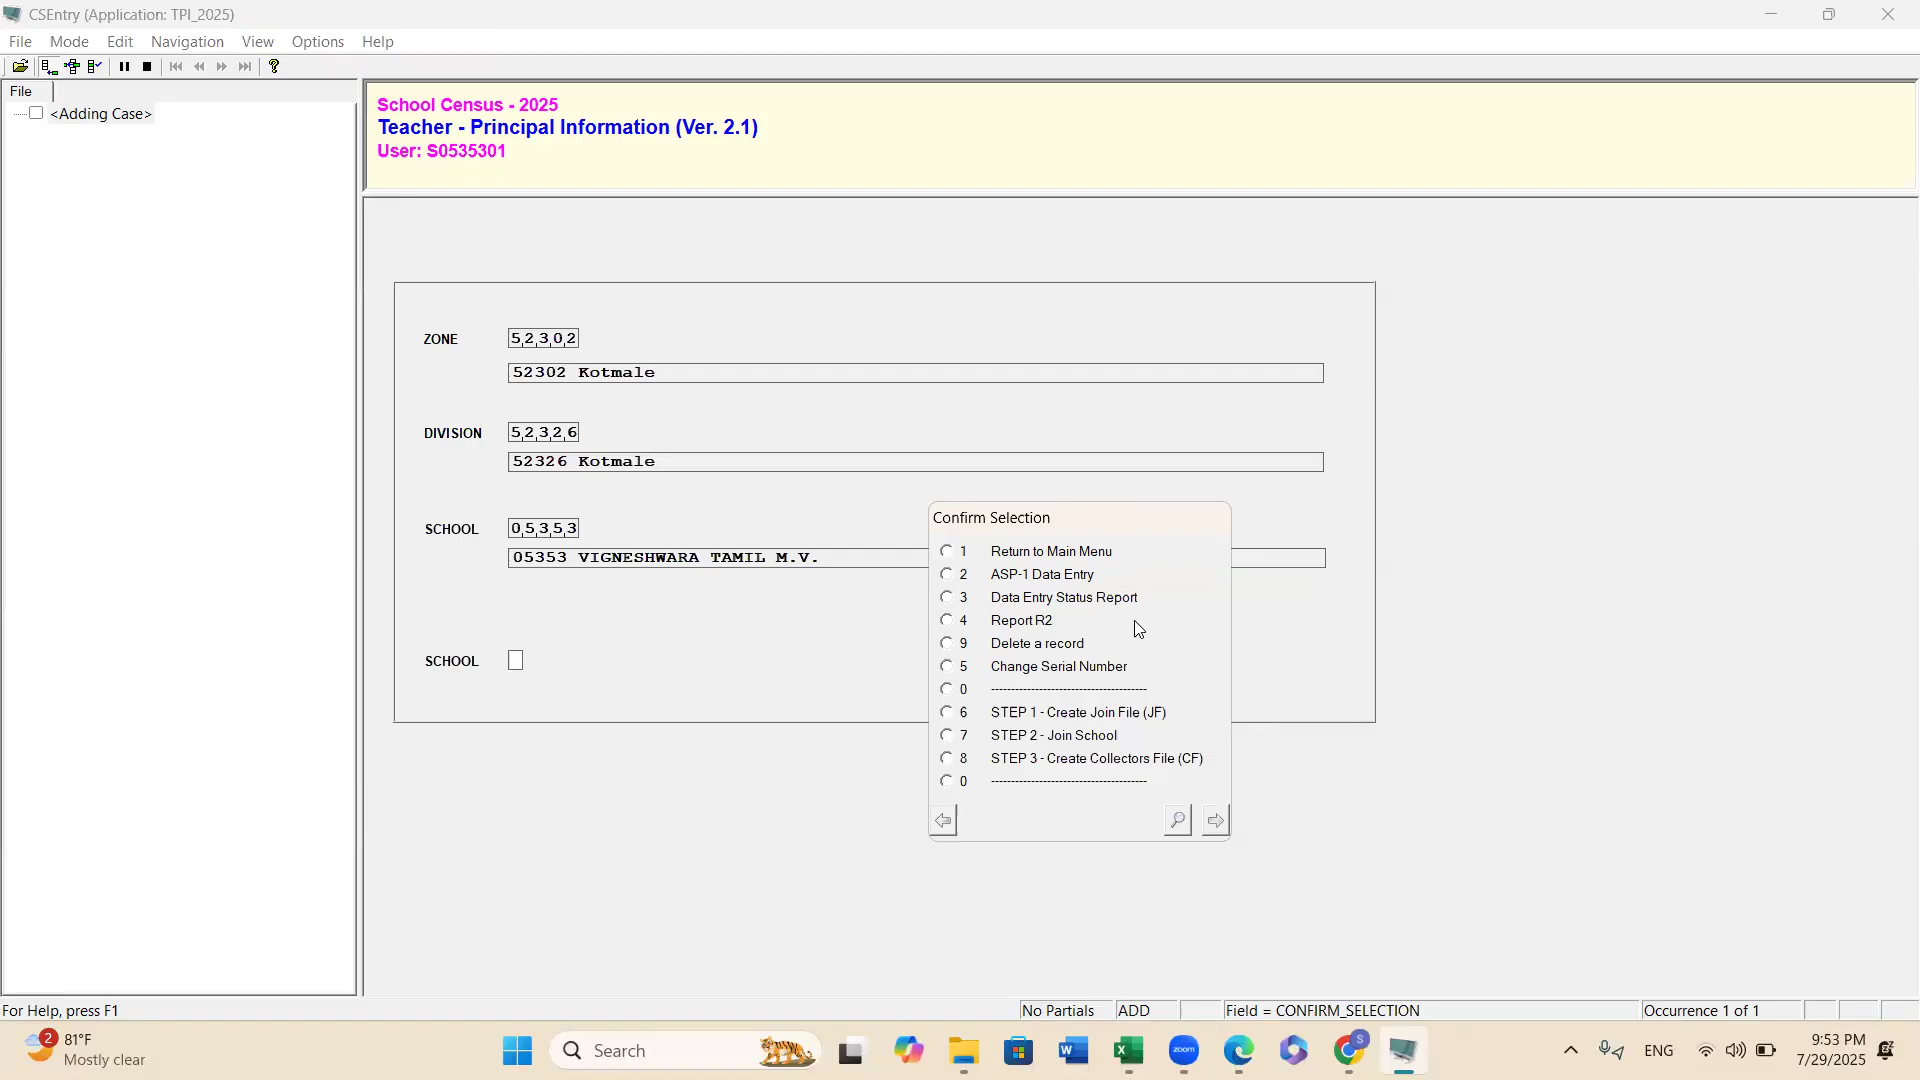 CSEntry (Application: TPI_2025)
File Mode Edit Navigation View Options Help
File
<Adding Case>
School Census - 2025
Teacher - Principal Information (Ver. 2.1)
User: S0535301
ZONE 5,2,3,0,2
52302 Kotmale
DIVISION 5,2,3,2,6
52326 Kotmale
SCHOOL 0,5,3,5,3
05353 VIGNESHWARA TAMIL M.V.
SCHOOL
Confirm Selection
1 Return to Main Menu
2 ASP-1 Data Entry
3 Data Entry Status Report
4 Report R2
9 Delete a record
5 Change Serial Number
0 ---------------------------------------
6 STEP 1 - Create Join File (JF)
7 STEP 2 - Join School
8 STEP 3 - Create Collectors File (CF)
0 ---------------------------------------
For Help, press F1
No Partials ADD Field = CONFIRM_SELECTION Occurrence 1 of 1
2 81°F
Mostly clear
Search
zoom
S
ENG
9:53 PM
7/29/2025